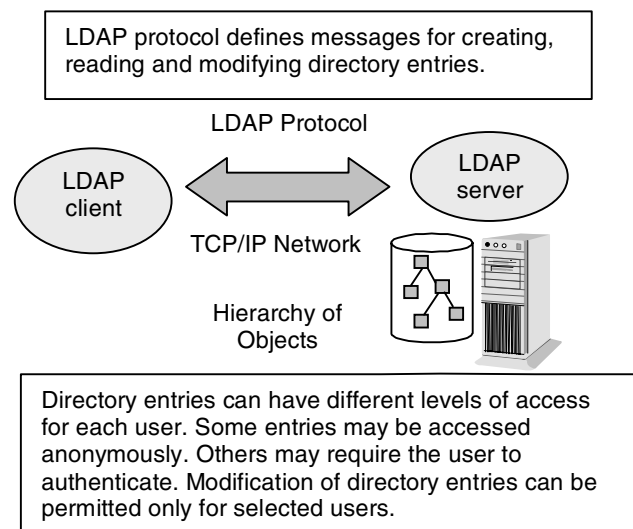 LDAP protocol defines messages for creating,
reading and modifying directory entries.
LDAP Protocol
LDAP
client
LDAP
server
TCP/IP Network
Hierarchy of
Objects
Directory entries can have different levels of access
for each user. Some entries may be accessed
anonymously. Others may require the user to
authenticate. Modification of directory entries can be
permitted only for selected users.